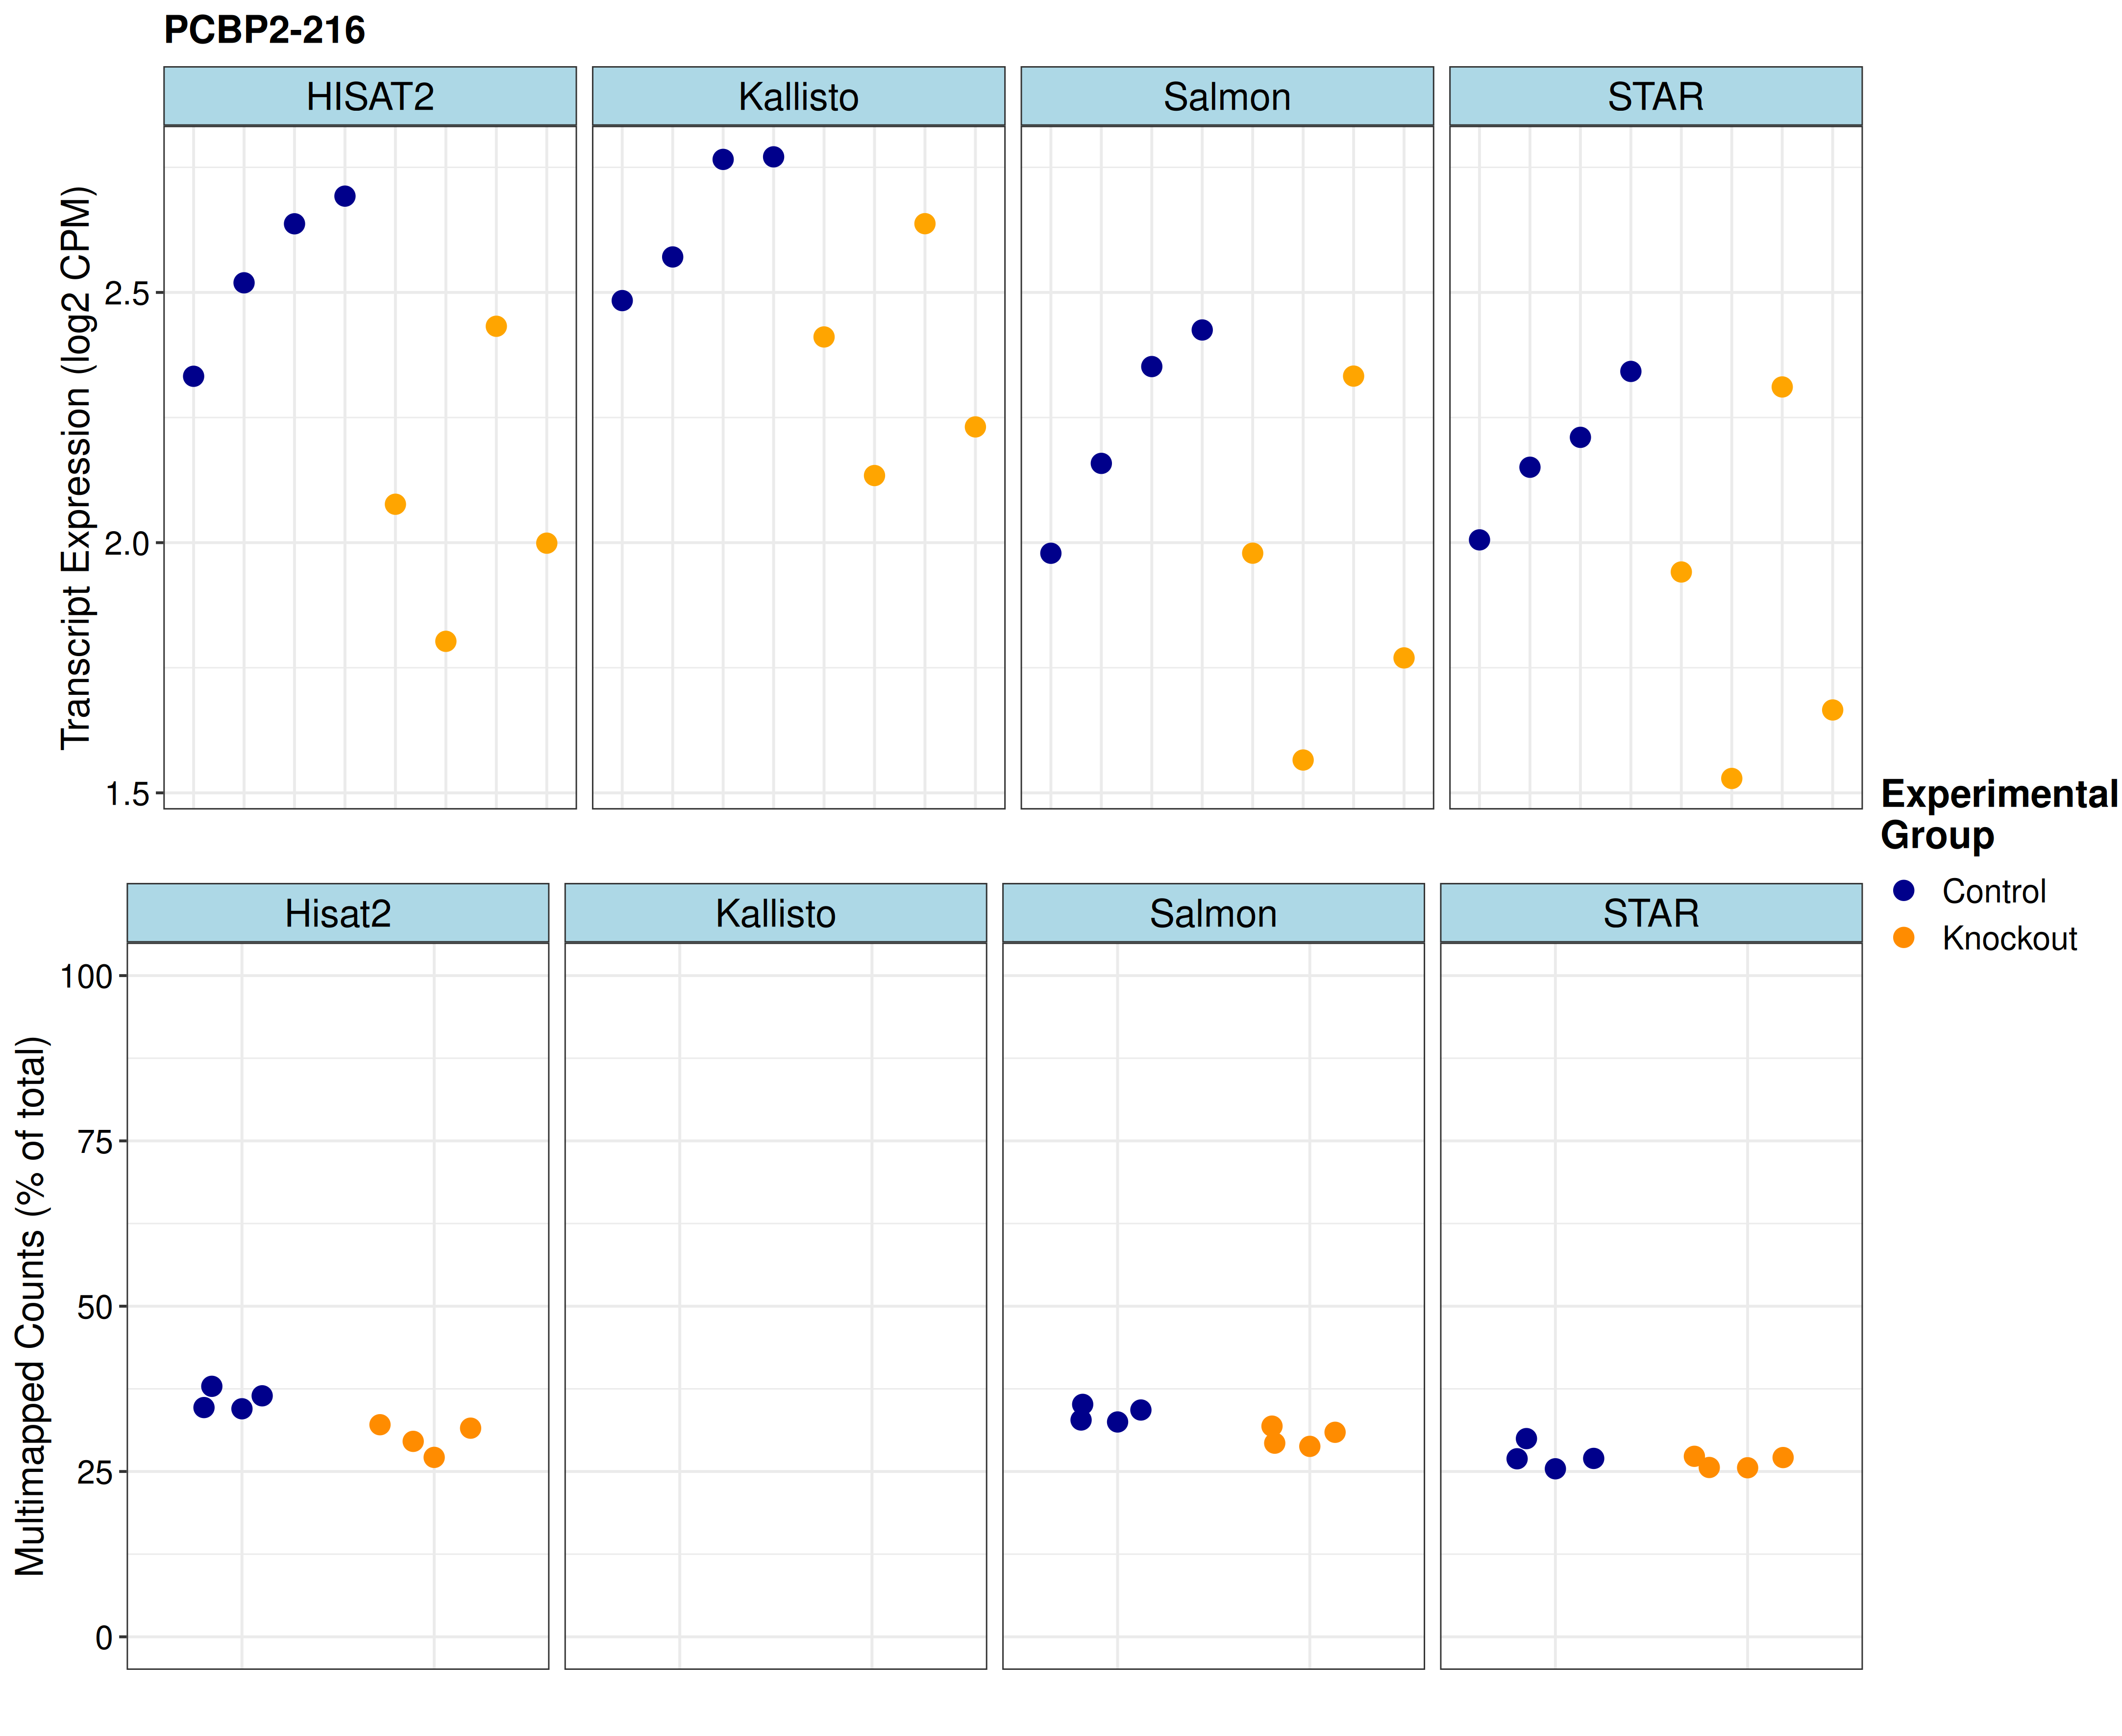 PCBP2-216
HISAT2 Kallisto Salmon STAR
Transcript Expression (log2 CPM)
2.5
2.0
1.5
Experimental
Group
Control
Knockout
Hisat2 Kallisto Salmon STAR
Multimapped Counts (% of total)
100
75
50
25
0